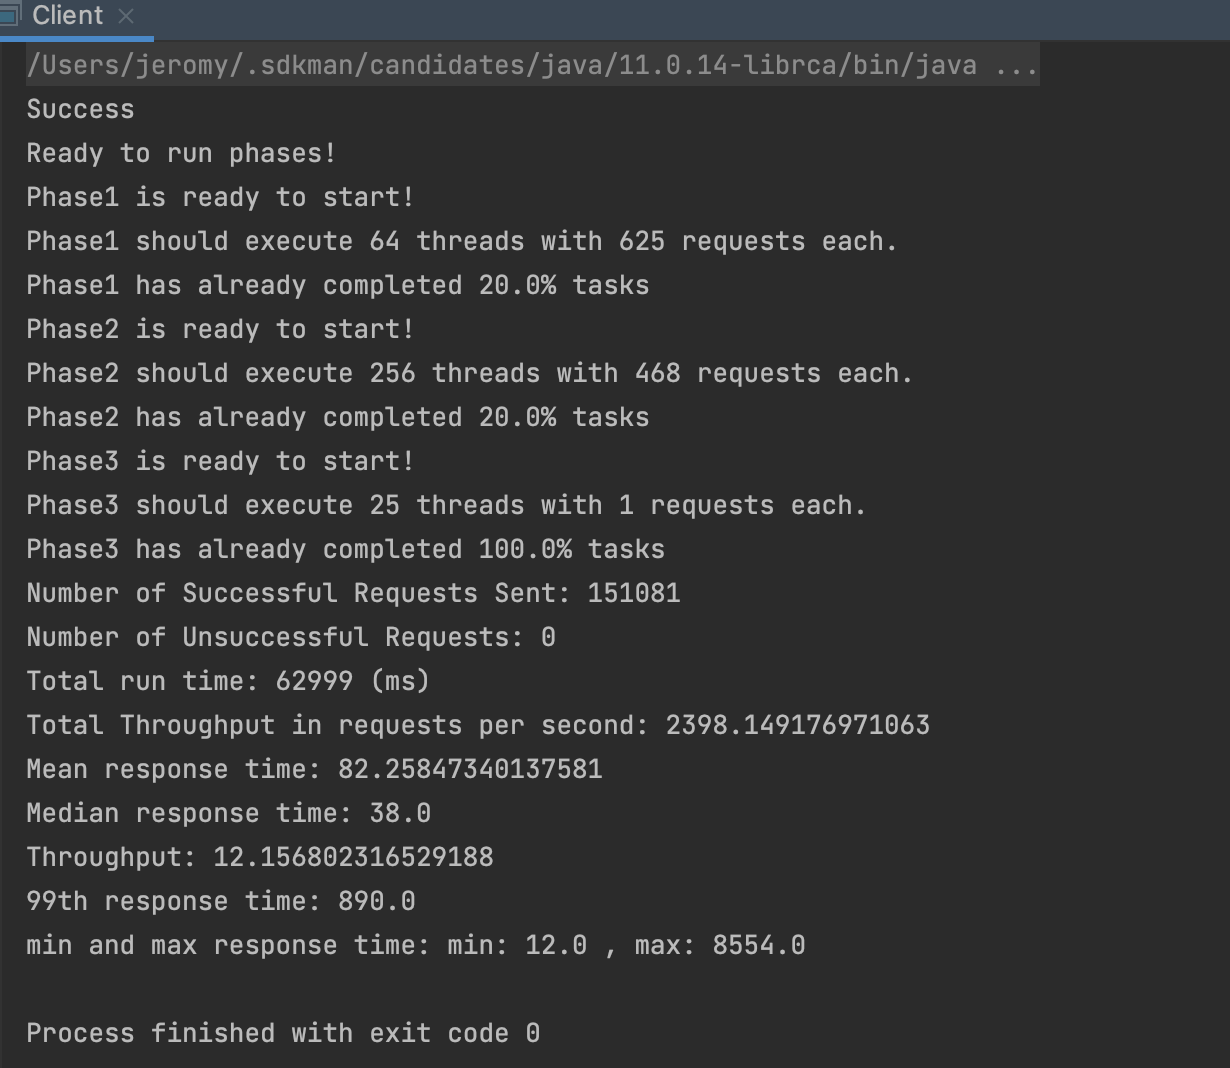 Client
/Users/jeromy/.sdkman/candidates/java/11.0.14-librca/bin/java ...
Success
Ready to run phases!
Phase1 is ready to start!
Phase1 should execute 64 threads with 625 requests each.
Phase1 has already completed 20.0% tasks
Phase2 is ready to start!
Phase2 should execute 256 threads with 468 requests each.
Phase2 has already completed 20.0% tasks
Phase3 is ready to start!
Phase3 should execute 25 threads with 1 requests each.
Phase3 has already completed 100.0% tasks
Number of Successful Requests Sent: 151081
Number of Unsuccessful Requests: 0
Total run time: 62999 (ms)
Total Throughput in requests per second: 2398.149176971063
Mean response time: 82.25847340137581
Median response time: 38.0
Throughput: 12.156802316529188
99th response time: 890.0
min and max response time: min: 12.0 , max: 8554.0
Process finished with exit code 0